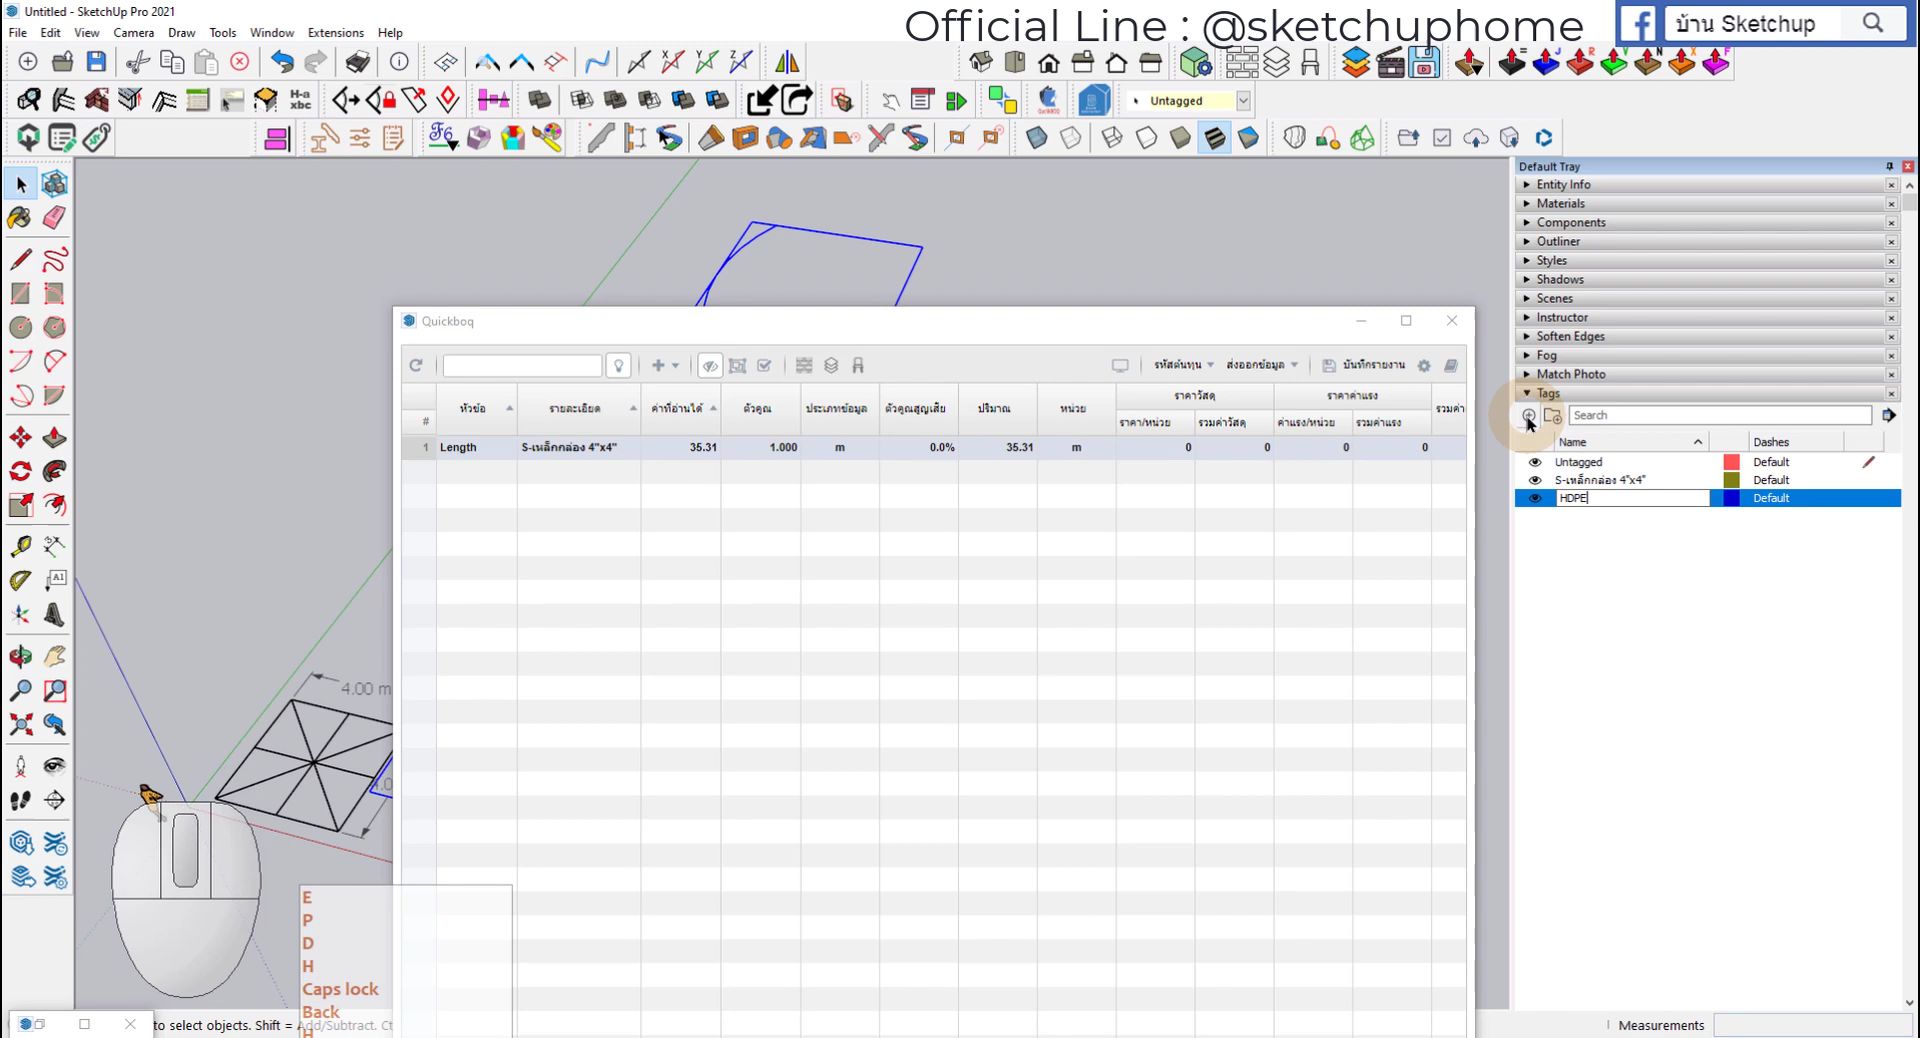 Untitled - SketchUp Pro 2021
Official Line : @sketchuphome
บ้าน Sketchup
File Edit View Camera Draw Tools Window Extensions Help
H-a
xbc
Untagged
Default Tray
Entity Info
Materials
Components
Outliner
Styles
Shadows
Scenes
Instructor
Soften Edges
Fog
Match Photo
Tags
Search
Name Dashes
Untagged Default
S-เหล็กกล่อง 4"x4" Default
HDPE Default
Quickboq
รหัสต้นทุน ส่งออกข้อมูล บันทึกรายงาน
# หัวข้อ รายละเอียด ค่าที่อ่านได้ ตัวคูณ ประเภทข้อมูล ตัวคูณสูญเสีย ปริมาณ หน่วย ราคาวัสดุ ราคาค่าแรง รวมค่า
ราคา/หน่วย รวมค่าวัสดุ ค่าแรง/หน่วย รวมค่าแรง
1 Length S-เหล็กกล่อง 4"x4" 35.31 1.000 m 0.0% 35.31 m 0 0 0 0
4.00 m
E
P
D
H
Caps lock
Back
H
to select objects. Shift = Add/Subtract. Ct
Measurements